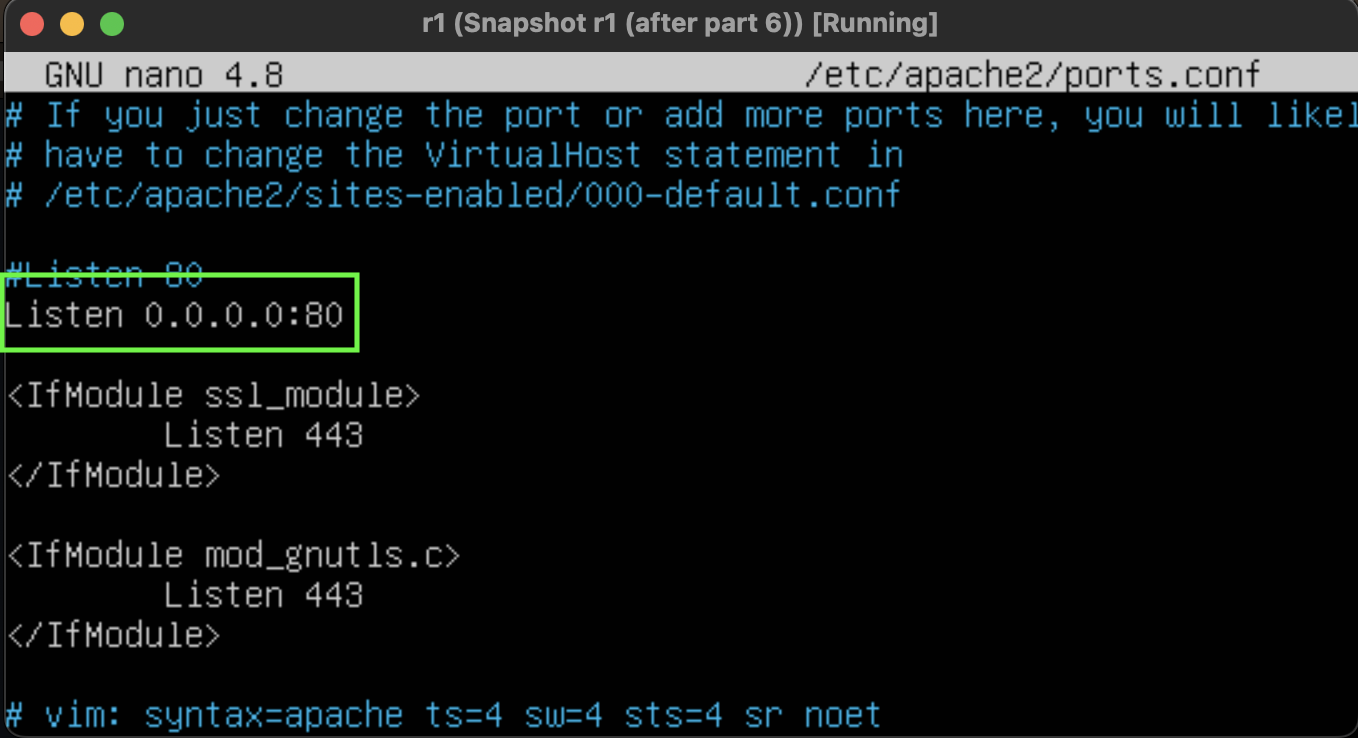 r1 (Snapshot r1 (after part 6)) [Running]
GNU nano 4.8 /etc/apache2/ports.conf
# If you just change the port or add more ports here, you will likel
# have to change the VirtualHost statement in
# /etc/apache2/sites-enabled/000-default.conf
#Listen 80
Listen 0.0.0.0:80
<IfModule ssl_module>
Listen 443
</IfModule>
<IfModule mod_gnutls.c>
Listen 443
</IfModule>
# vim: syntax=apache ts=4 sw=4 sts=4 sr noet